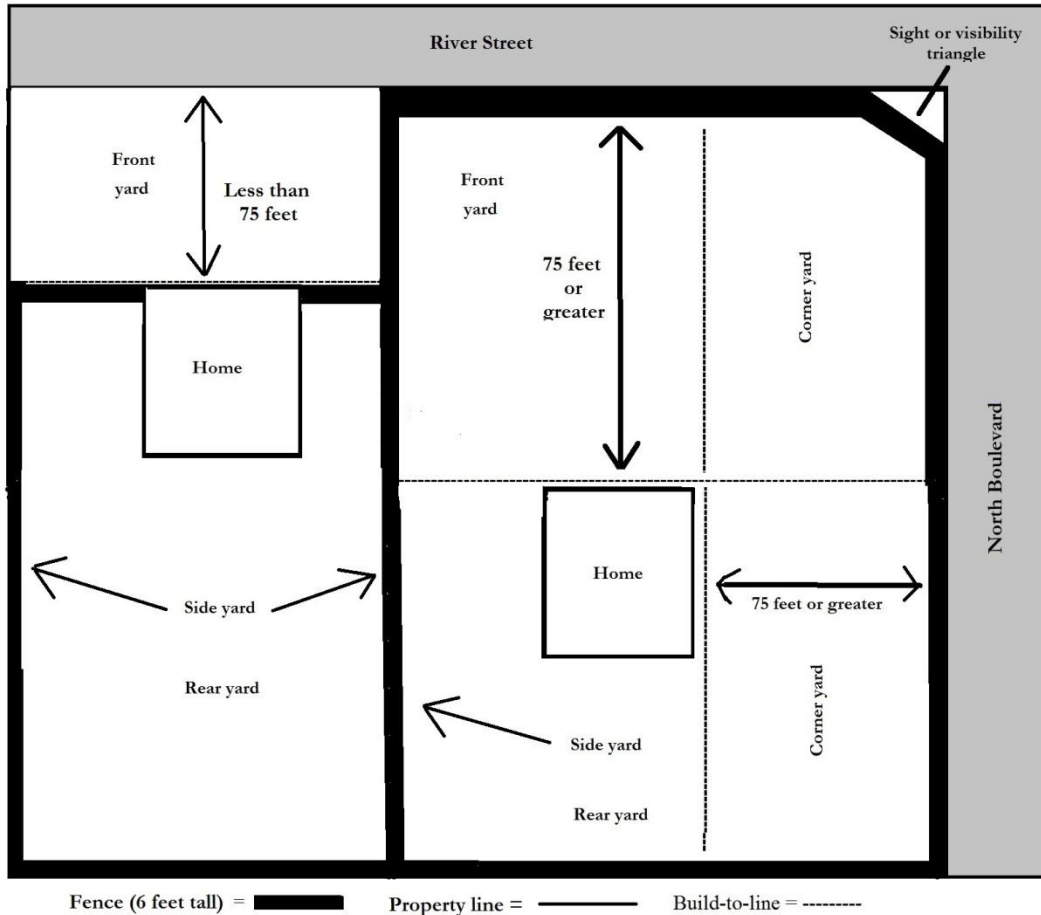 River Street
Sight or visibility
triangle
Front
yard
Less than
75 feet
Front
yard
75 feet
or
greater
Corner yard
North Boulevard
Home
Home
Side yard
75 feet or greater
Rear yard
Corner yard
Side yard
Rear yard
Fence (6 feet tall) =
Property line =
Build-to-line =